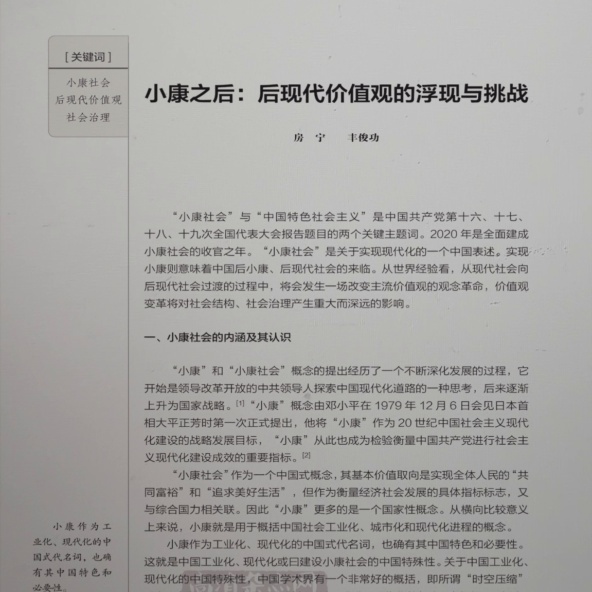 [关键词]
小康社会
后现代价值观
社会治理
小康之后：后现代价值观的浮现与挑战
房 宁 丰俊功
“小康社会”与“中国特色社会主义”是中国共产党第十六、十七、
十八、十九次全国代表大会报告题目的两个关键主题词。2020 年是全面建成
小康社会的收官之年。“小康社会”是关于实现现代化的一个中国表述。实现
小康则意味着中国后小康、后现代社会的来临。从世界经验看，从现代社会向
后现代社会过渡的过程中，将会发生一场改变主流价值观的观念革命，价值观
变革将对社会结构、社会治理产生重大而深远的影响。
一、小康社会的内涵及其认识
“小康”和“小康社会”概念的提出经历了一个不断深化发展的过程，它
开始是领导改革开放的中共领导人探索中国现代化道路的一种思考，后来逐渐
上升为国家战略。[1]“小康”概念由邓小平在 1979 年 12 月 6 日会见日本首
相大平正芳时第一次正式提出，他将“小康”作为 20 世纪中国社会主义现代
化建设的战略发展目标，“小康”从此也成为检验衡量中国共产党进行社会主
义现代化建设成效的重要指标。[2]
“小康社会”作为一个中国式概念，其基本价值取向是实现全体人民的“共
同富裕”和“追求美好生活”，但作为衡量经济社会发展的具体指标标志，又
与综合国力相关联。因此“小康”更多的是一个国家性概念。从横向比较意义
上来说，小康就是用于概括中国社会工业化、城市化和现代化进程的概念。
小康作为工业化、现代化的中国式代名词，也确有其中国特色和必要性。
这就是中国工业化、现代化或曰建设小康社会的中国特殊性。关于中国工业化、
现代化的中国特殊性，中国学术界有一个非常好的概括，即所谓“时空压缩”
小康作为工
业化、现代化的中
国式代名词，也确
有其中国特色和
必要性。